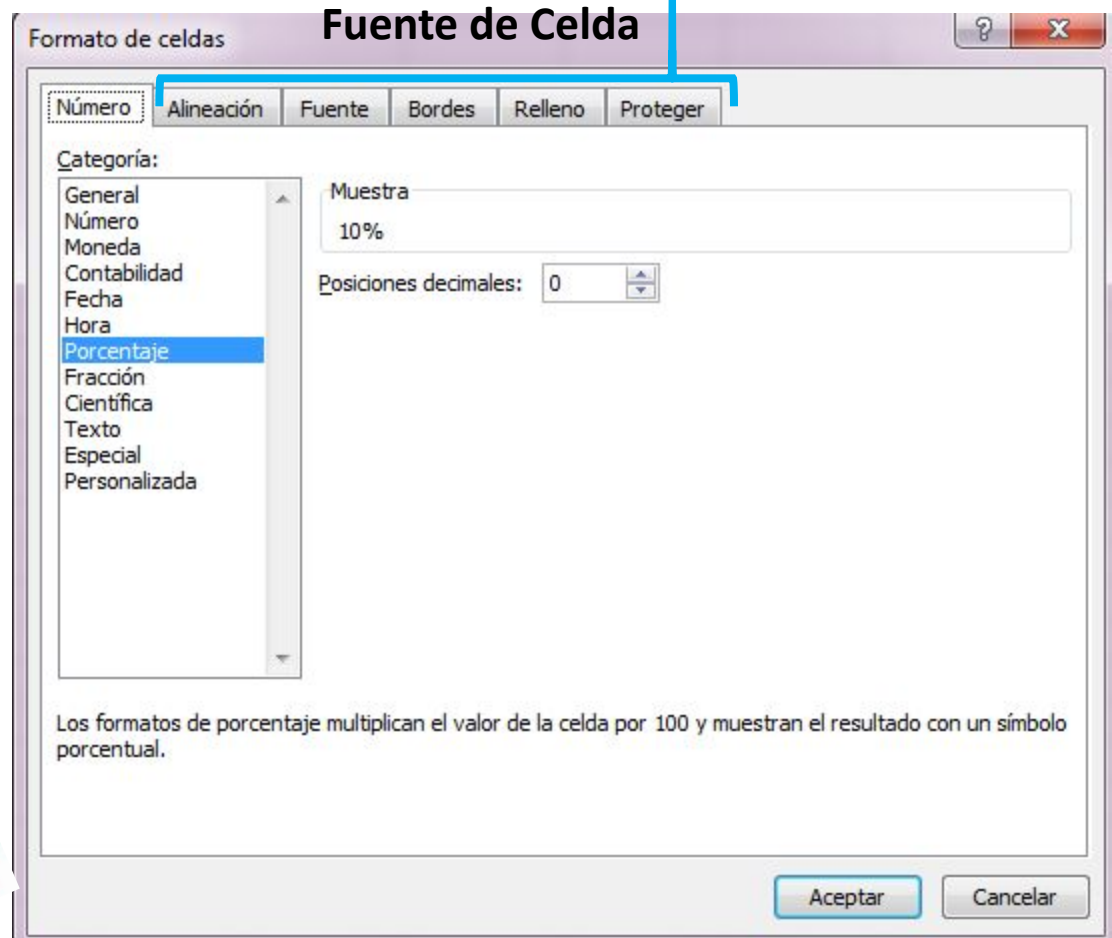 Fuente de Celda
Formato de celdas
Número Alineación Fuente Bordes Relleno Proteger
Categoría:
General
Número
Moneda
Contabilidad
Fecha
Hora
Porcentaje
Fracción
Científica
Texto
Especial
Personalizada
Muestra
10%
Posiciones decimales: 0
Los formatos de porcentaje multiplican el valor de la celda por 100 y muestran el resultado con un símbolo
porcentual.
Aceptar Cancelar